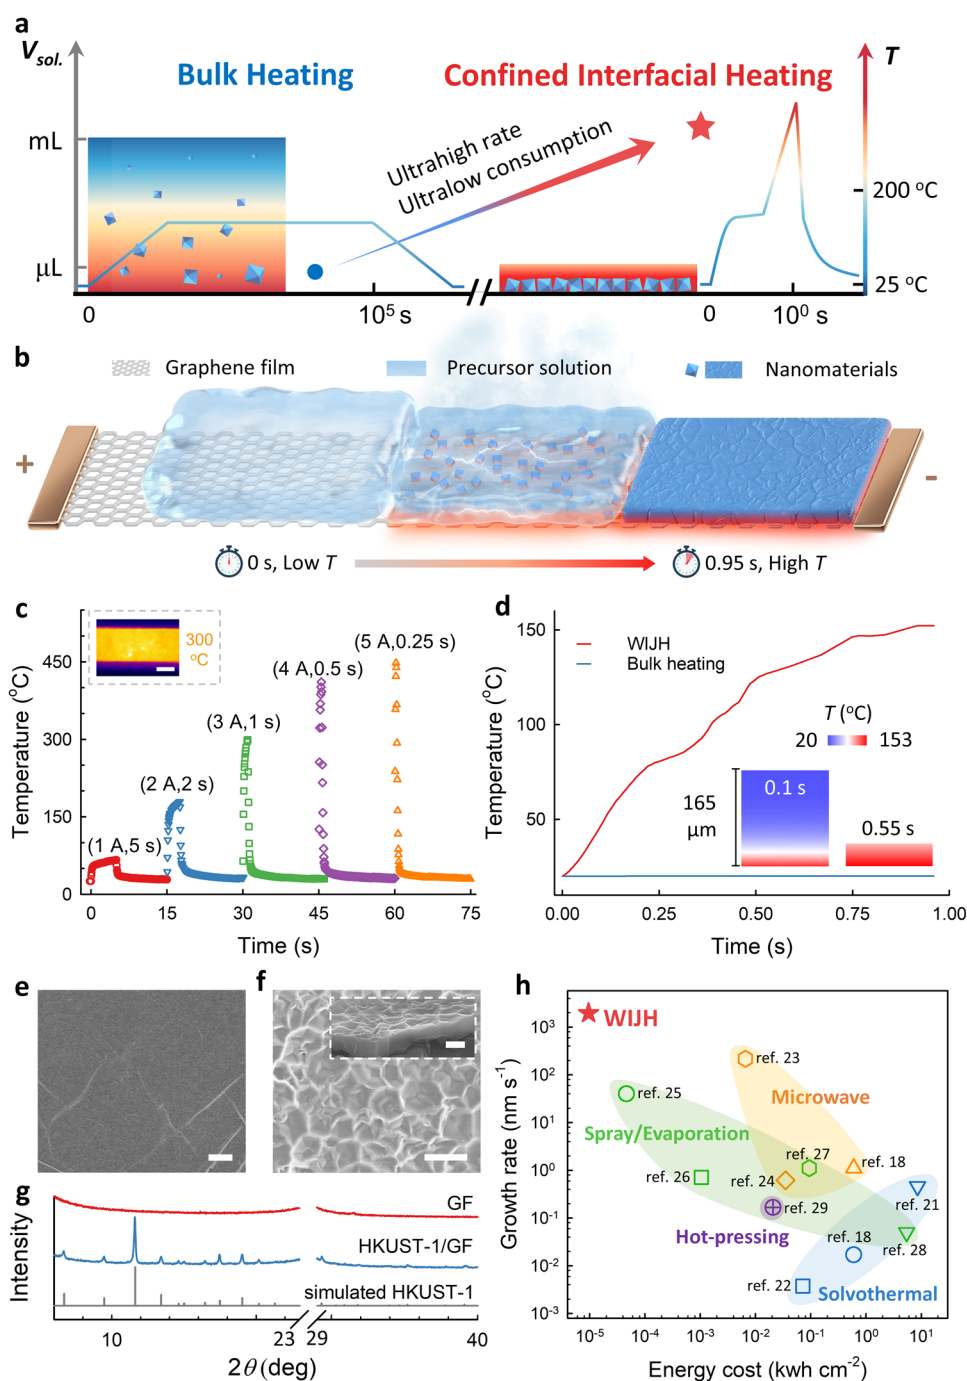 a
V_sol.
Bulk Heating
Confined Interfacial Heating
T
mL
μL
Ultrahigh rate
Ultralow consumption
200 °C
25 °C
0
10⁵ s
0
10⁰ s
b
Graphene film
Precursor solution
Nanomaterials
+
-
0 s, Low T
0.95 s, High T
c
300
°C
(1 A,5 s)
(2 A,2 s)
(3 A,1 s)
(4 A,0.5 s)
(5 A,0.25 s)
Temperature (°C)
450
300
150
0
0
15
30
45
60
75
Time (s)
d
WIJH
Bulk heating
T (°C)
20
153
165
μm
0.1 s
0.55 s
Temperature (°C)
150
100
50
0.00
0.25
0.50
0.75
1.00
Time (s)
e
f
g
GF
HKUST-1/GF
simulated HKUST-1
Intensity
10
23
29
40
2θ (deg)
h
WIJH
ref. 23
Microwave
ref. 25
Spray/Evaporation
ref. 27
ref. 18
ref. 26
ref. 24
ref. 21
ref. 29
Hot-pressing
ref. 18
ref. 28
ref. 22
Solvothermal
Growth rate (nm s⁻¹)
10³
10²
10¹
10⁰
10⁻¹
10⁻²
10⁻³
10⁻⁵
10⁻⁴
10⁻³
10⁻²
10⁻¹
10⁰
10¹
Energy cost (kwh cm⁻²)